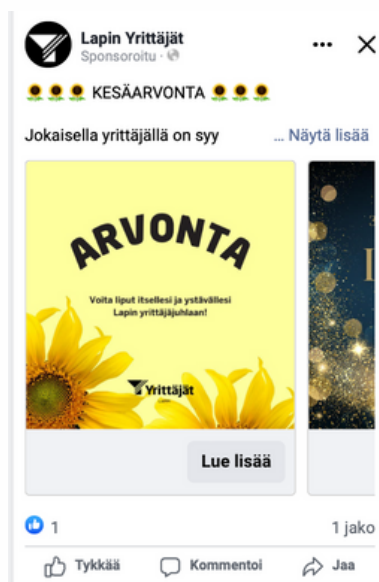 Lapin Yrittäjät
Sponsoroitu ·
KESÄARVONTA
Jokaisella yrittäjällä on syy ... Näytä lisää
ARVONTA
Voita liput itsellesi ja ystävällesi
Lapin yrittäjäjuhlaan!
Yrittäjät
Lue lisää
1 1 jako
Tykkää Kommentoi Jaa